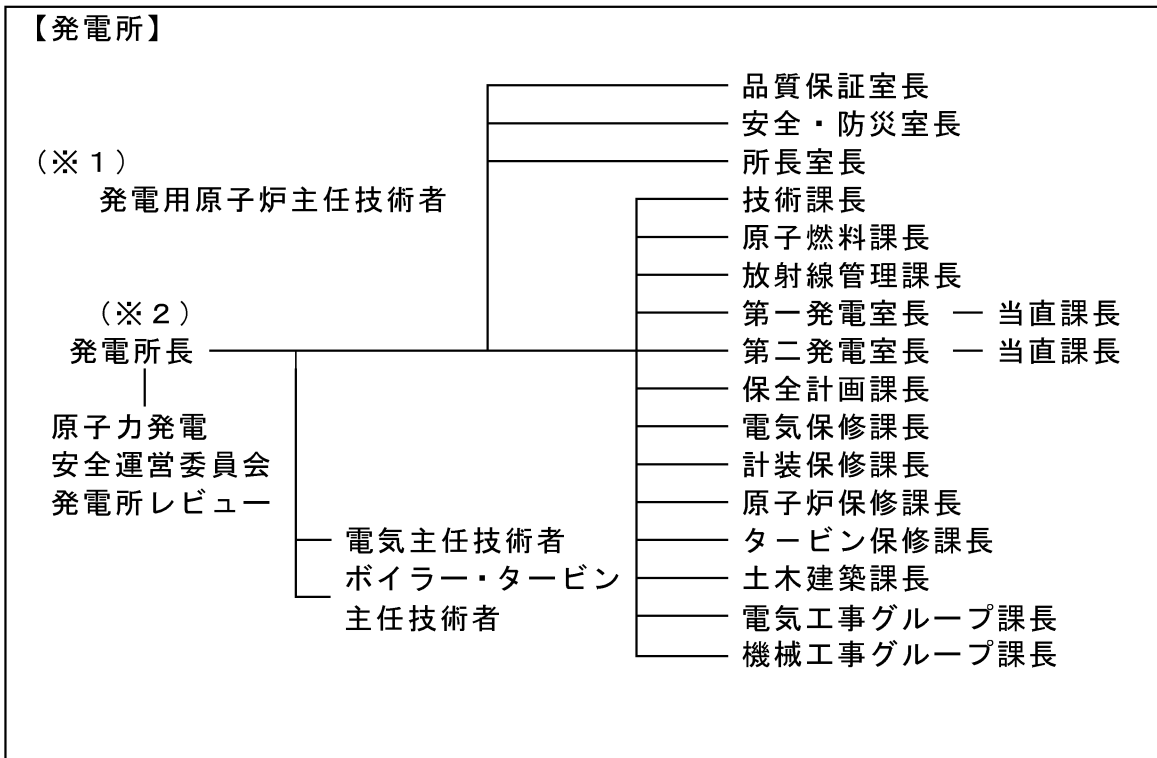 【発電所】
品質保証室長
安全・防災室長
(※1)
所長室長
発電用原子炉主任技術者
技術課長
原子燃料課長
放射線管理課長
(※2)
第一発電室長 ― 当直課長
発電所長
第二発電室長 ― 当直課長
保全計画課長
原子力発電
電気保修課長
安全運営委員会
計装保修課長
発電所レビュー
原子炉保修課長
電気主任技術者
タービン保修課長
ボイラー・タービン
土木建築課長
主任技術者
電気工事グループ課長
機械工事グループ課長